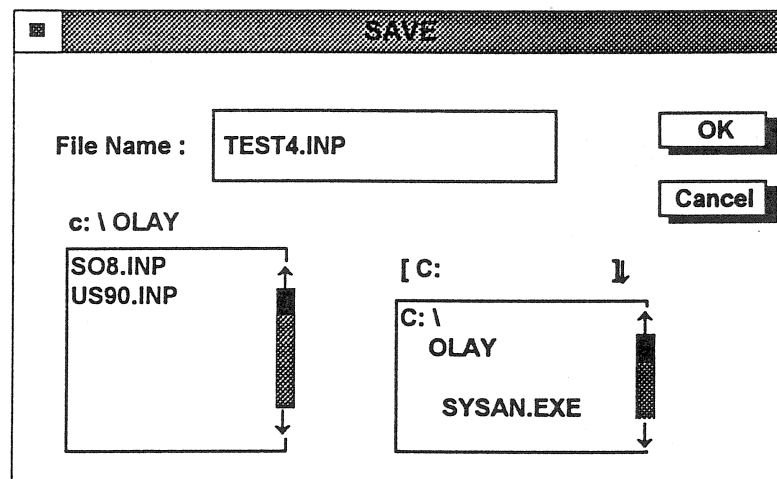 SAVE
File Name : TEST4.INP
OK
Cancel
c: \ OLAY
SO8.INP
US90.INP
[ C: ]
C: \
OLAY
SYSAN.EXE